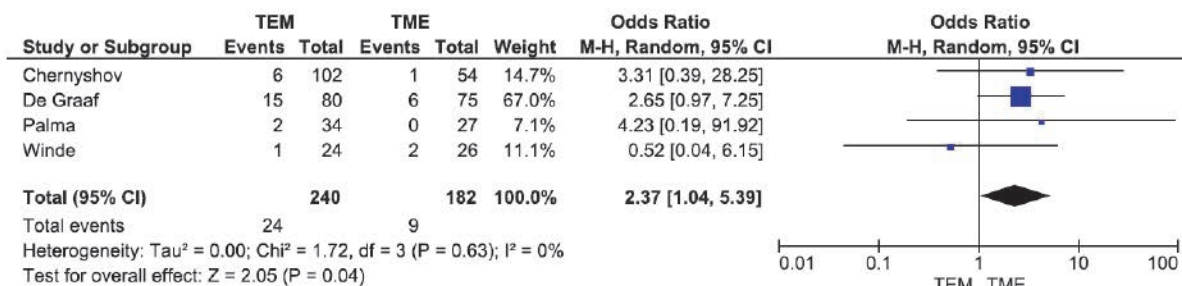 TEM TME Odds Ratio Odds Ratio
Study or Subgroup Events Total Events Total Weight M-H, Random, 95% CI M-H, Random, 95% CI
Chernyshov 6 102 1 54 14.7% 3.31 [0.39, 28.25]
De Graaf 15 80 6 75 67.0% 2.65 [0.97, 7.25]
Palma 2 34 0 27 7.1% 4.23 [0.19, 91.92]
Winde 1 24 2 26 11.1% 0.52 [0.04, 6.15]
Total (95% CI) 240 182 100.0% 2.37 [1.04, 5.39]
Total events 24 9
Heterogeneity: Tau² = 0.00; Chi² = 1.72, df = 3 (P = 0.63); I² = 0%
Test for overall effect: Z = 2.05 (P = 0.04)
0.01 0.1 1 10 100
TEM TME